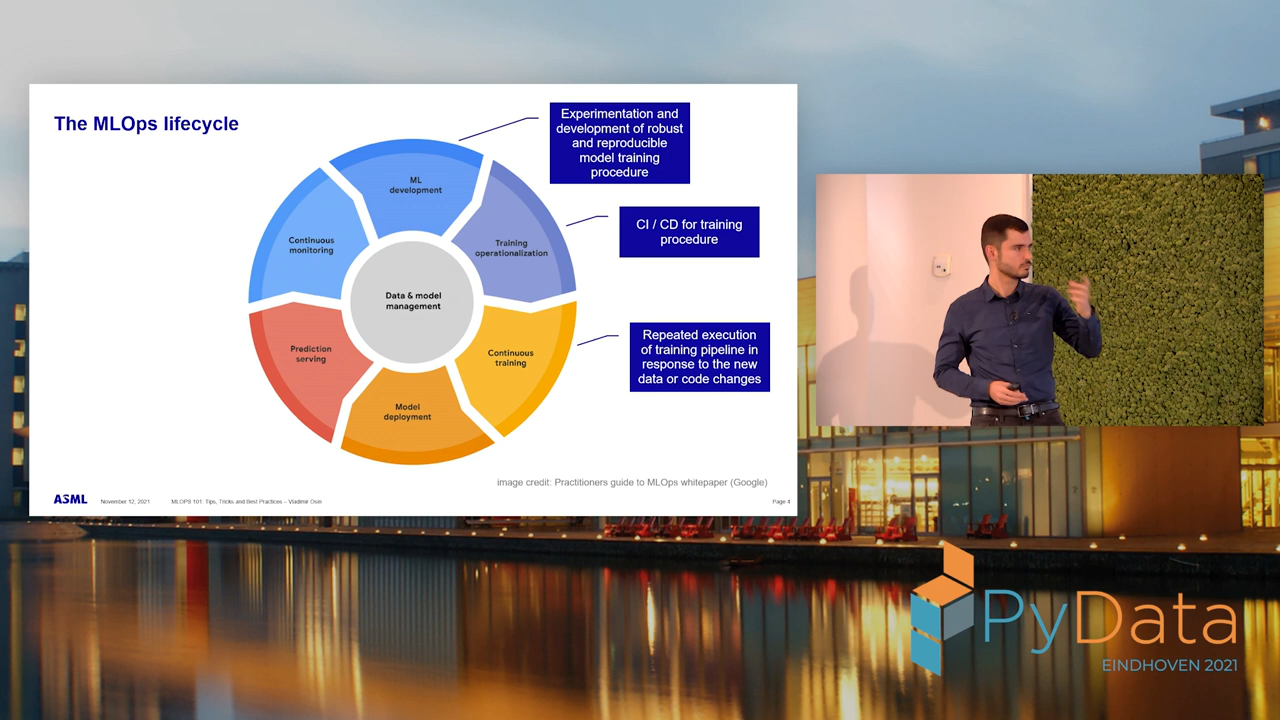 The MLOps lifecycle
Experimentation and
development of robust
and reproducible
model training
procedure
ML
development
CI / CD for training
procedure
Training
operationalization
Continuous
monitoring
Data & model
management
Repeated execution
of training pipeline in
response to the new
data or code changes
Continuous
training
Prediction
serving
Model
deployment
image credit: Practitioners guide to MLOps whitepaper (Google)
ASML
November 12, 2021
MLOPS 101: Tips, Tricks and Best Practices – Vladimir Osin
Page 4
PyData
EINDHOVEN 2021